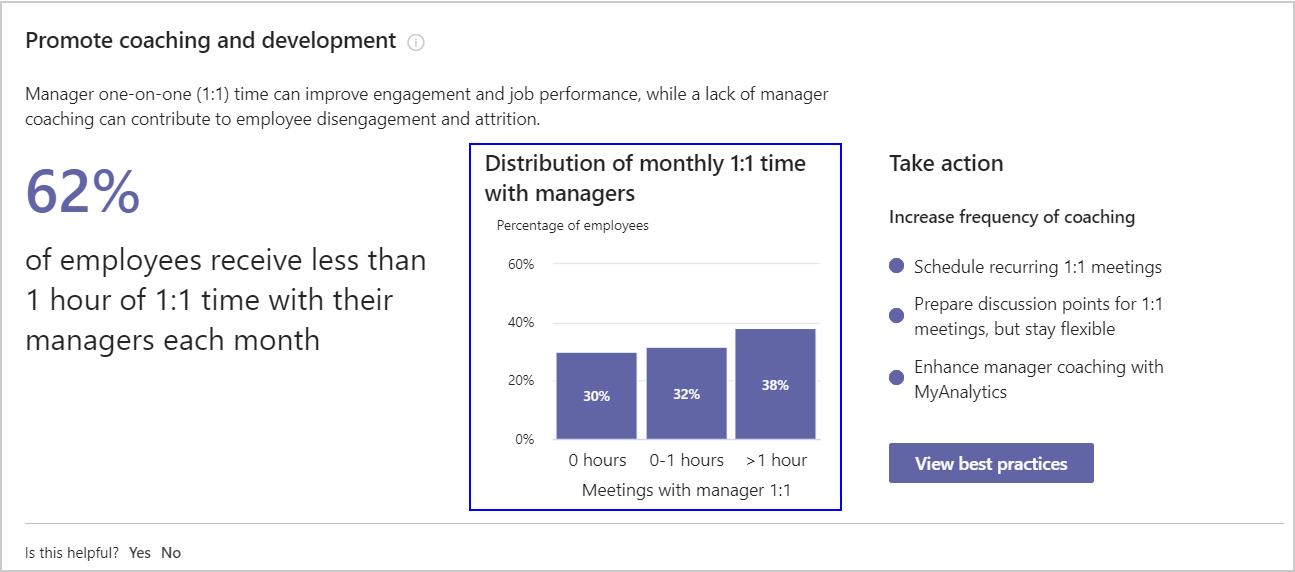 Promote coaching and development
Manager one-on-one (1:1) time can improve engagement and job performance, while a lack of manager
coaching can contribute to employee disengagement and attrition.
62%
of employees receive less than
1 hour of 1:1 time with their
managers each month
Distribution of monthly 1:1 time
with managers
Percentage of employees
60%
40%
20%
0%
30%
32%
38%
0 hours
0-1 hours
>1 hour
Meetings with manager 1:1
Take action
Increase frequency of coaching
Schedule recurring 1:1 meetings
Prepare discussion points for 1:1
meetings, but stay flexible
Enhance manager coaching with
MyAnalytics
View best practices
Is this helpful? Yes No